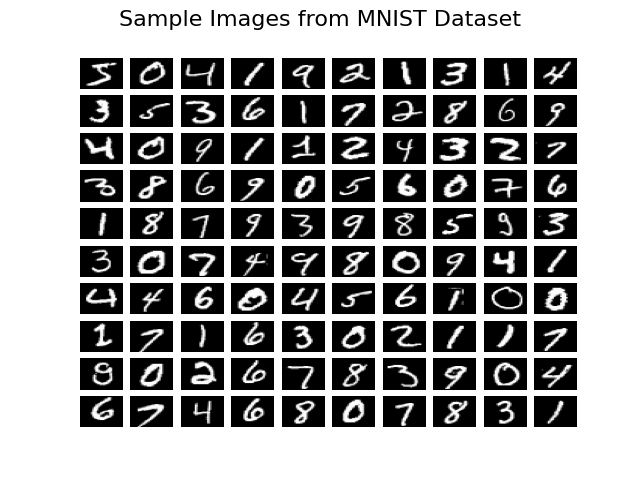 Sample Images from MNIST Dataset
5 0 4 1 9 2 1 3 1 4
3 5 3 6 1 7 2 8 6 9
4 0 9 1 1 2 4 3 2 7
3 8 6 9 0 5 6 0 7 6
1 8 7 9 3 9 8 5 9 3
3 0 7 4 9 8 0 9 4 1
4 4 6 0 4 5 6 1 0 0
1 7 1 6 3 0 2 1 1 7
9 0 2 6 7 8 3 9 0 4
6 7 4 6 8 0 7 8 3 1